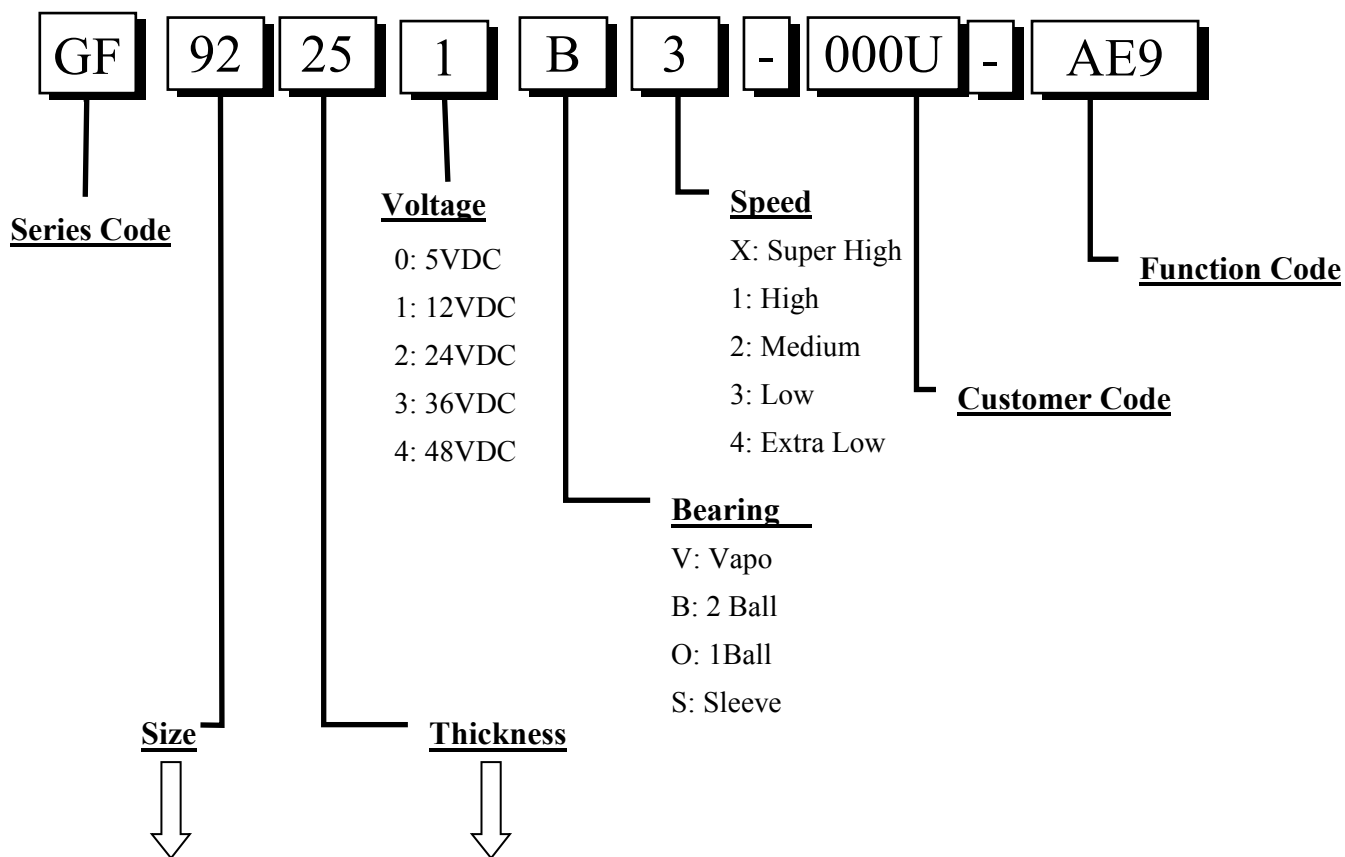 GF 92 25 1 B 3 - 000U - AE9
Series Code
Voltage
0: 5VDC
1: 12VDC
2: 24VDC
3: 36VDC
4: 48VDC
Speed
X: Super High
1: High
2: Medium
3: Low
4: Extra Low
Function Code
Customer Code
Bearing
V: Vapo
B: 2 Ball
O: 1Ball
S: Sleeve
Size
Thickness